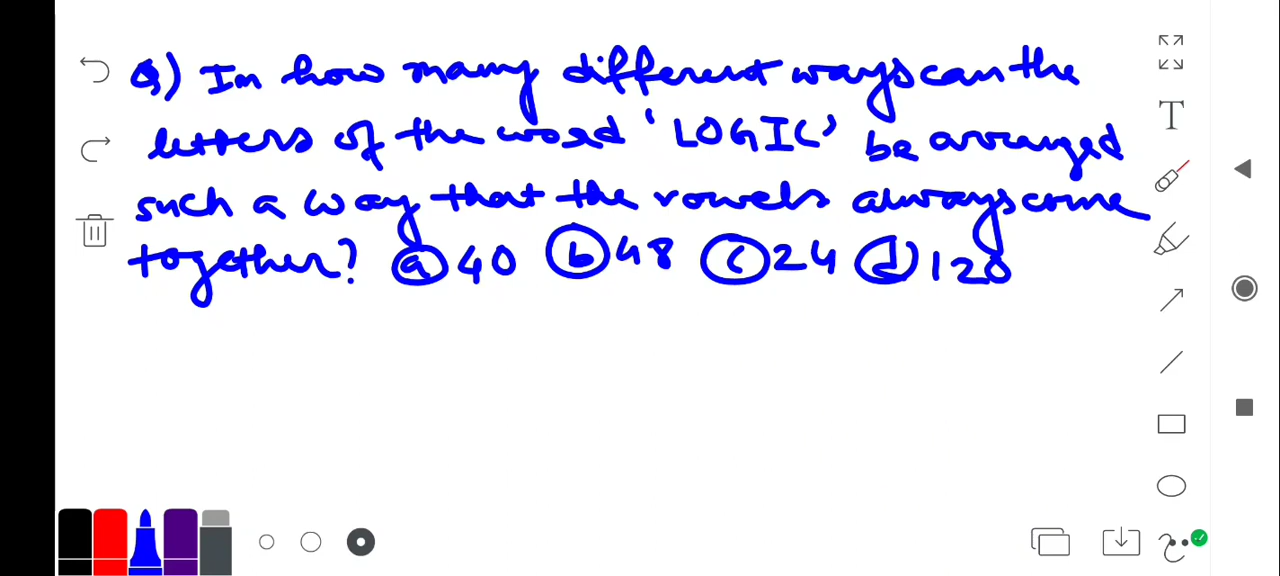 Q) In how many different ways can the
letters of the word 'LOGIC' be arranged
such a way that the vowels always come
together? (a) 40 (b) 48 (c) 24 (d) 120
T